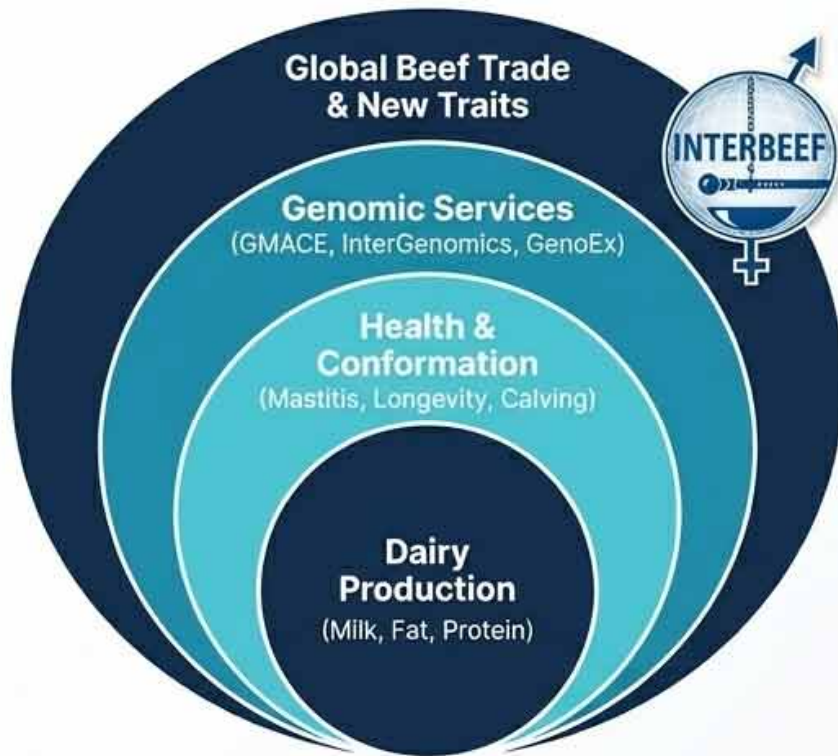 Global Beef Trade
& New Traits
INTERBEEF
Genomic Services
(GMACE, InterGenomics, GenoEx)
Health &
Conformation
(Mastitis, Longevity, Calving)
Dairy
Production
(Milk, Fat, Protein)